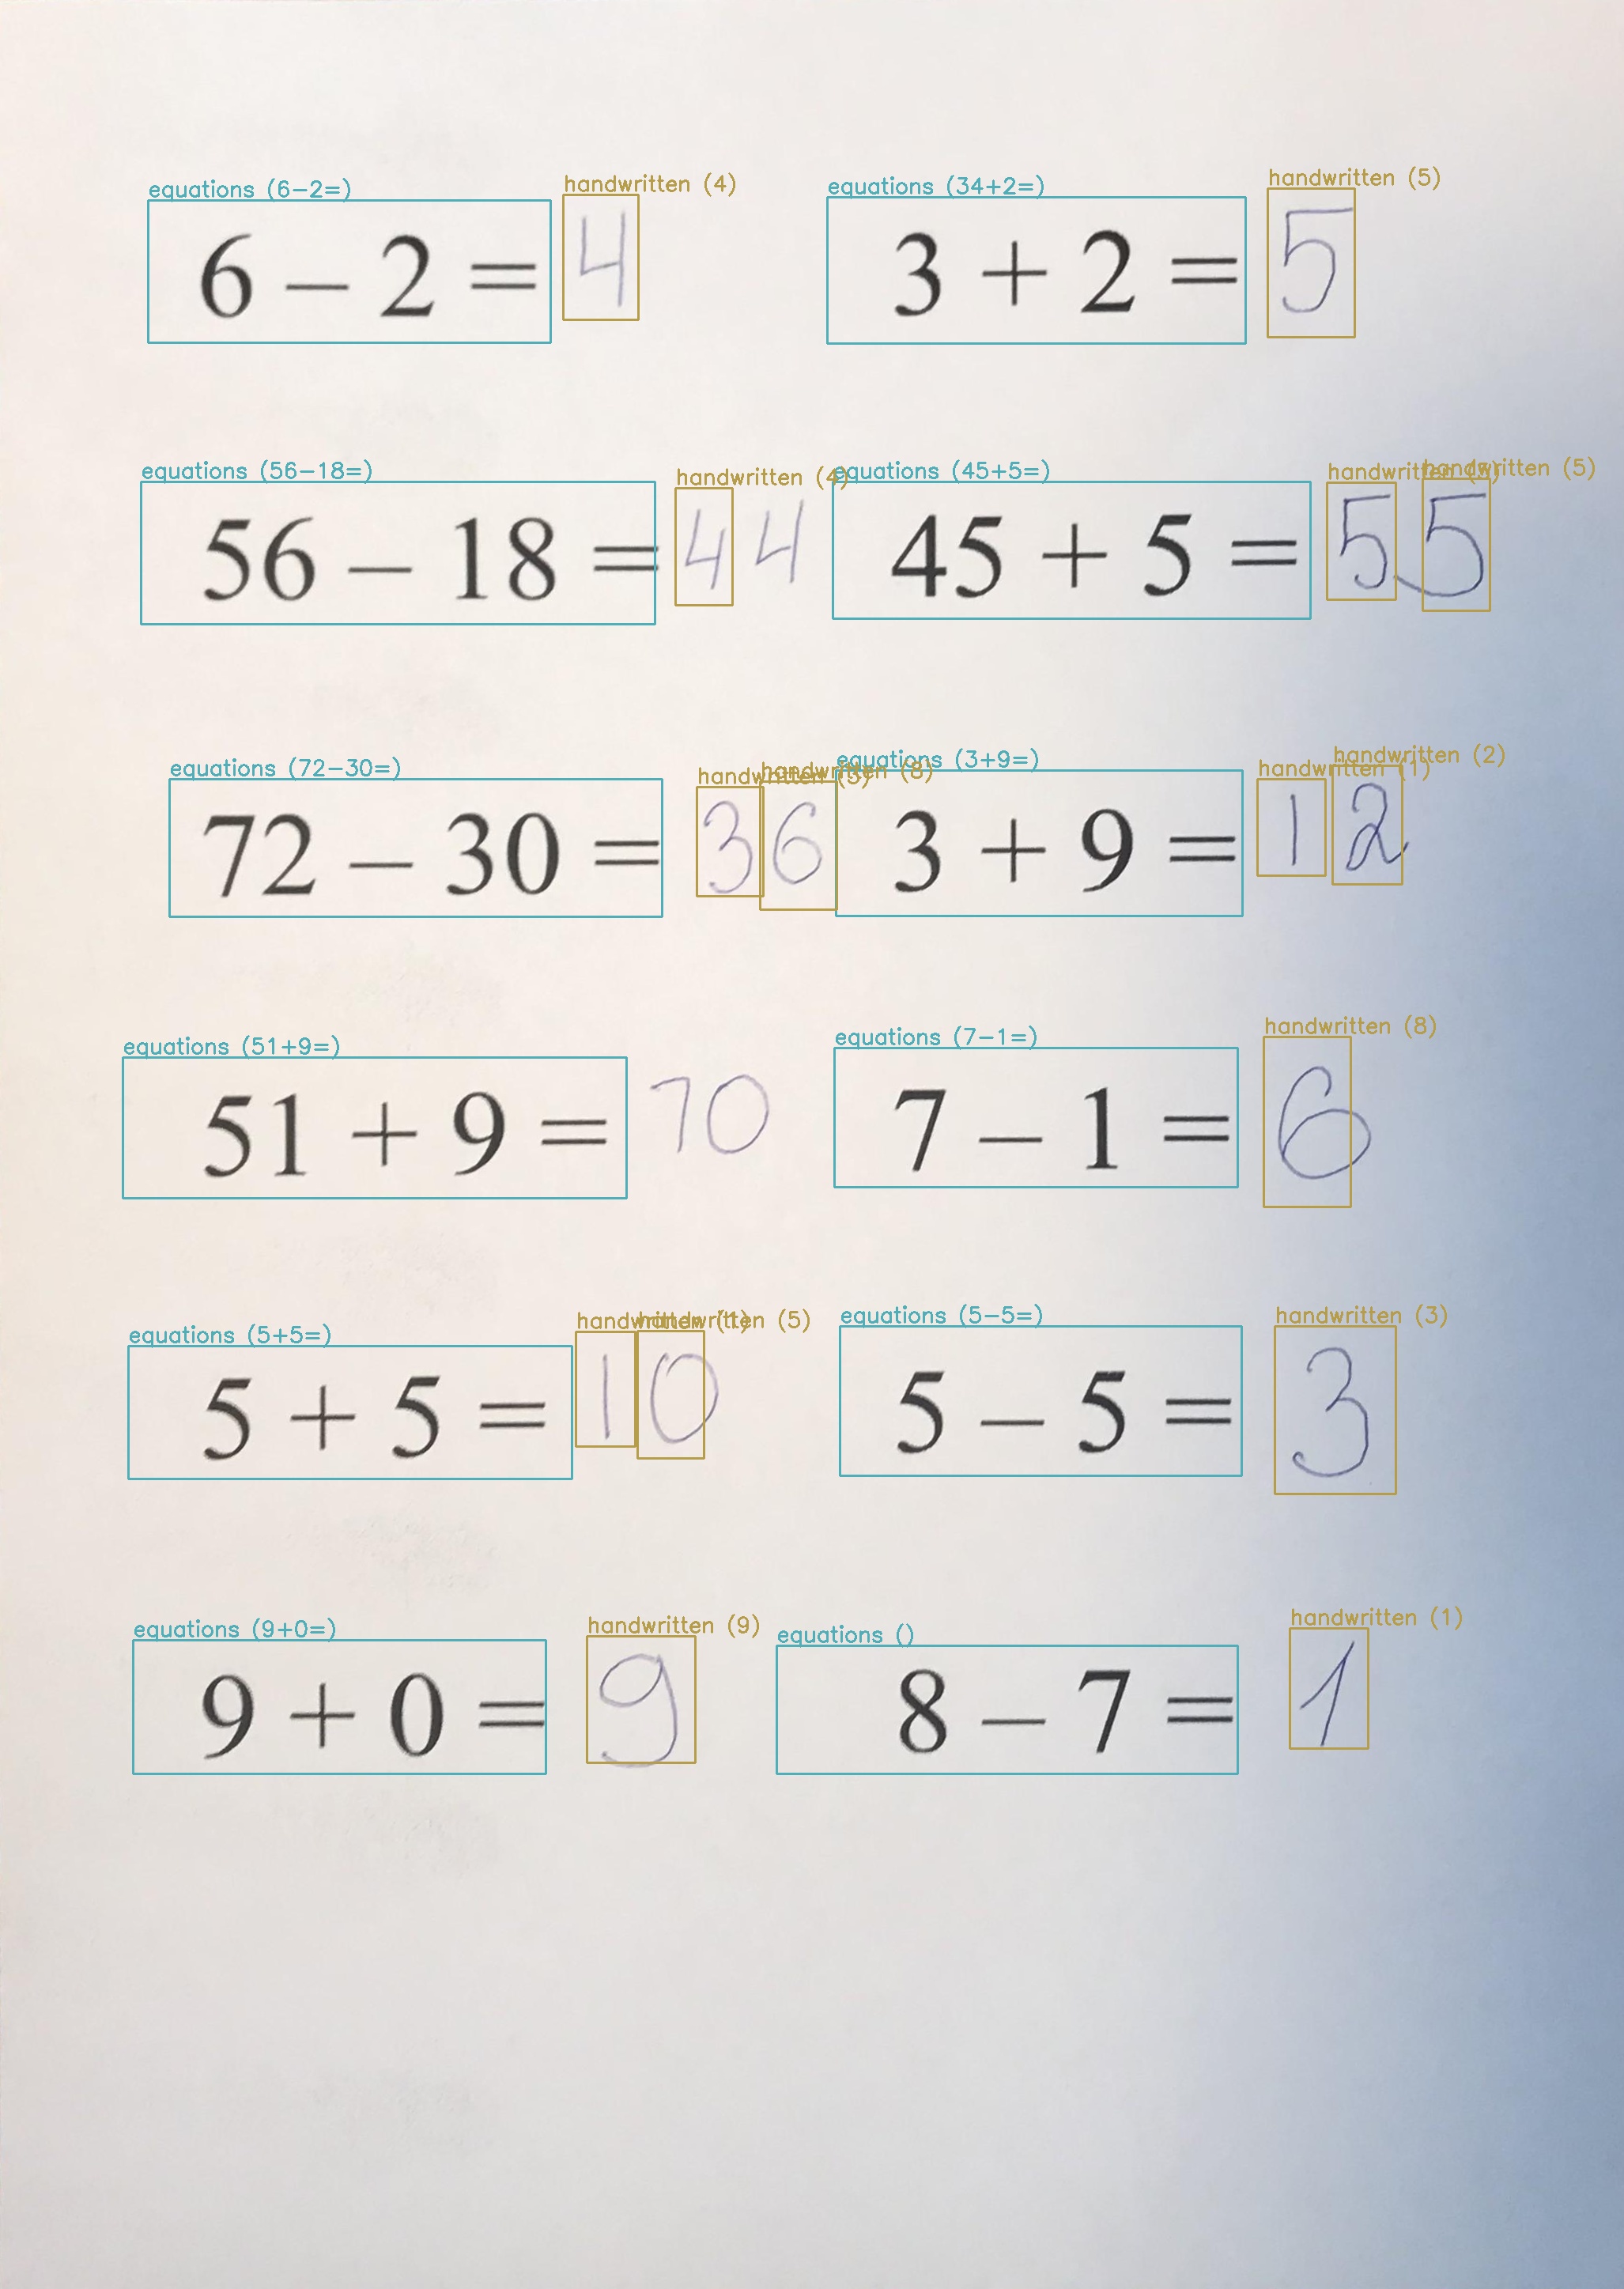 equations (6-2=) handwritten (4) equations (34+2=) handwritten (5)
6 – 2 = 4 3 + 2 = 5
equations (56-18=) handwritten (4) equations (45+5=) handwritten handwritten (5)
56 – 18 = 44 45 + 5 = 55
equations (72-30=) handwritten handwritten (8) equations (3+9=) handwritten (1) handwritten (2)
72 – 30 = 36 3 + 9 = 12
equations (51+9=) equations (7-1=) handwritten (8)
51 + 9 = 70 7 – 1 = 6
equations (5+5=) handwritten (1) handwritten (5) equations (5-5=) handwritten (3)
5 + 5 = 10 5 – 5 = 3
equations (9+0=) handwritten (9) equations () handwritten (1)
9 + 0 = 9 8 – 7 = 1